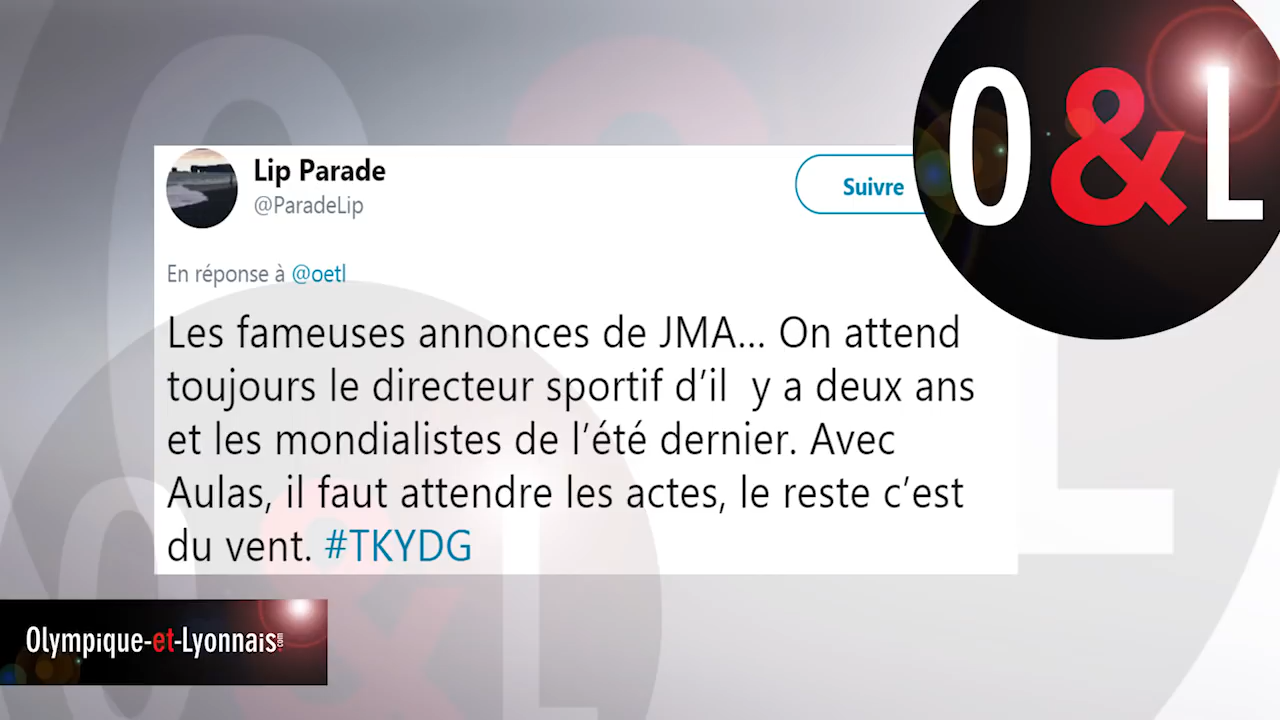 O&L
Lip Parade
@ParadeLip
Suivre
En réponse à @oetl
Les fameuses annonces de JMA... On attend
toujours le directeur sportif d’il y a deux ans
et les mondialistes de l’été dernier. Avec
Aulas, il faut attendre les actes, le reste c’est
du vent. #TKYDG
Olympique-et-Lyonnais.com